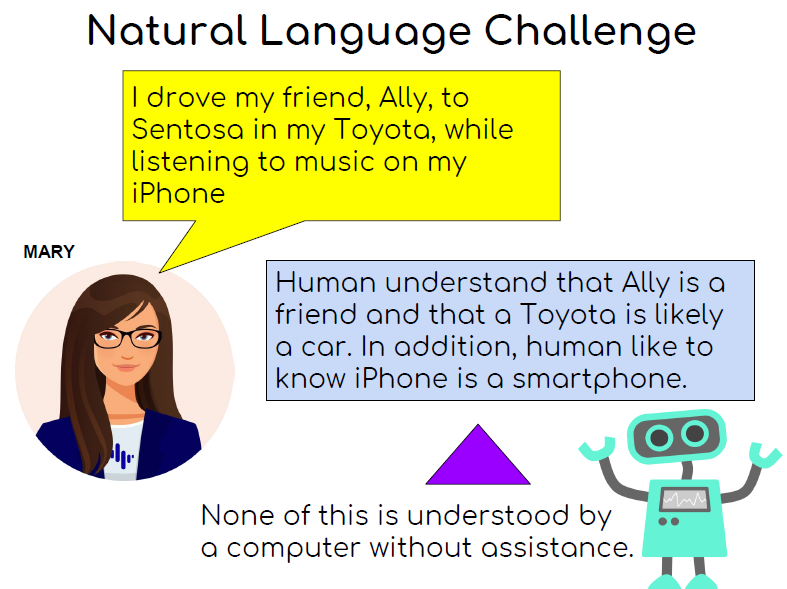 Natural Language Challenge
I drove my friend, Ally, to
Sentosa in my Toyota, while
listening to music on my
iPhone
MARY
Human understand that Ally is a
friend and that a Toyota is likely
a car. In addition, human like to
know iPhone is a smartphone.
None of this is understood by
a computer without assistance.